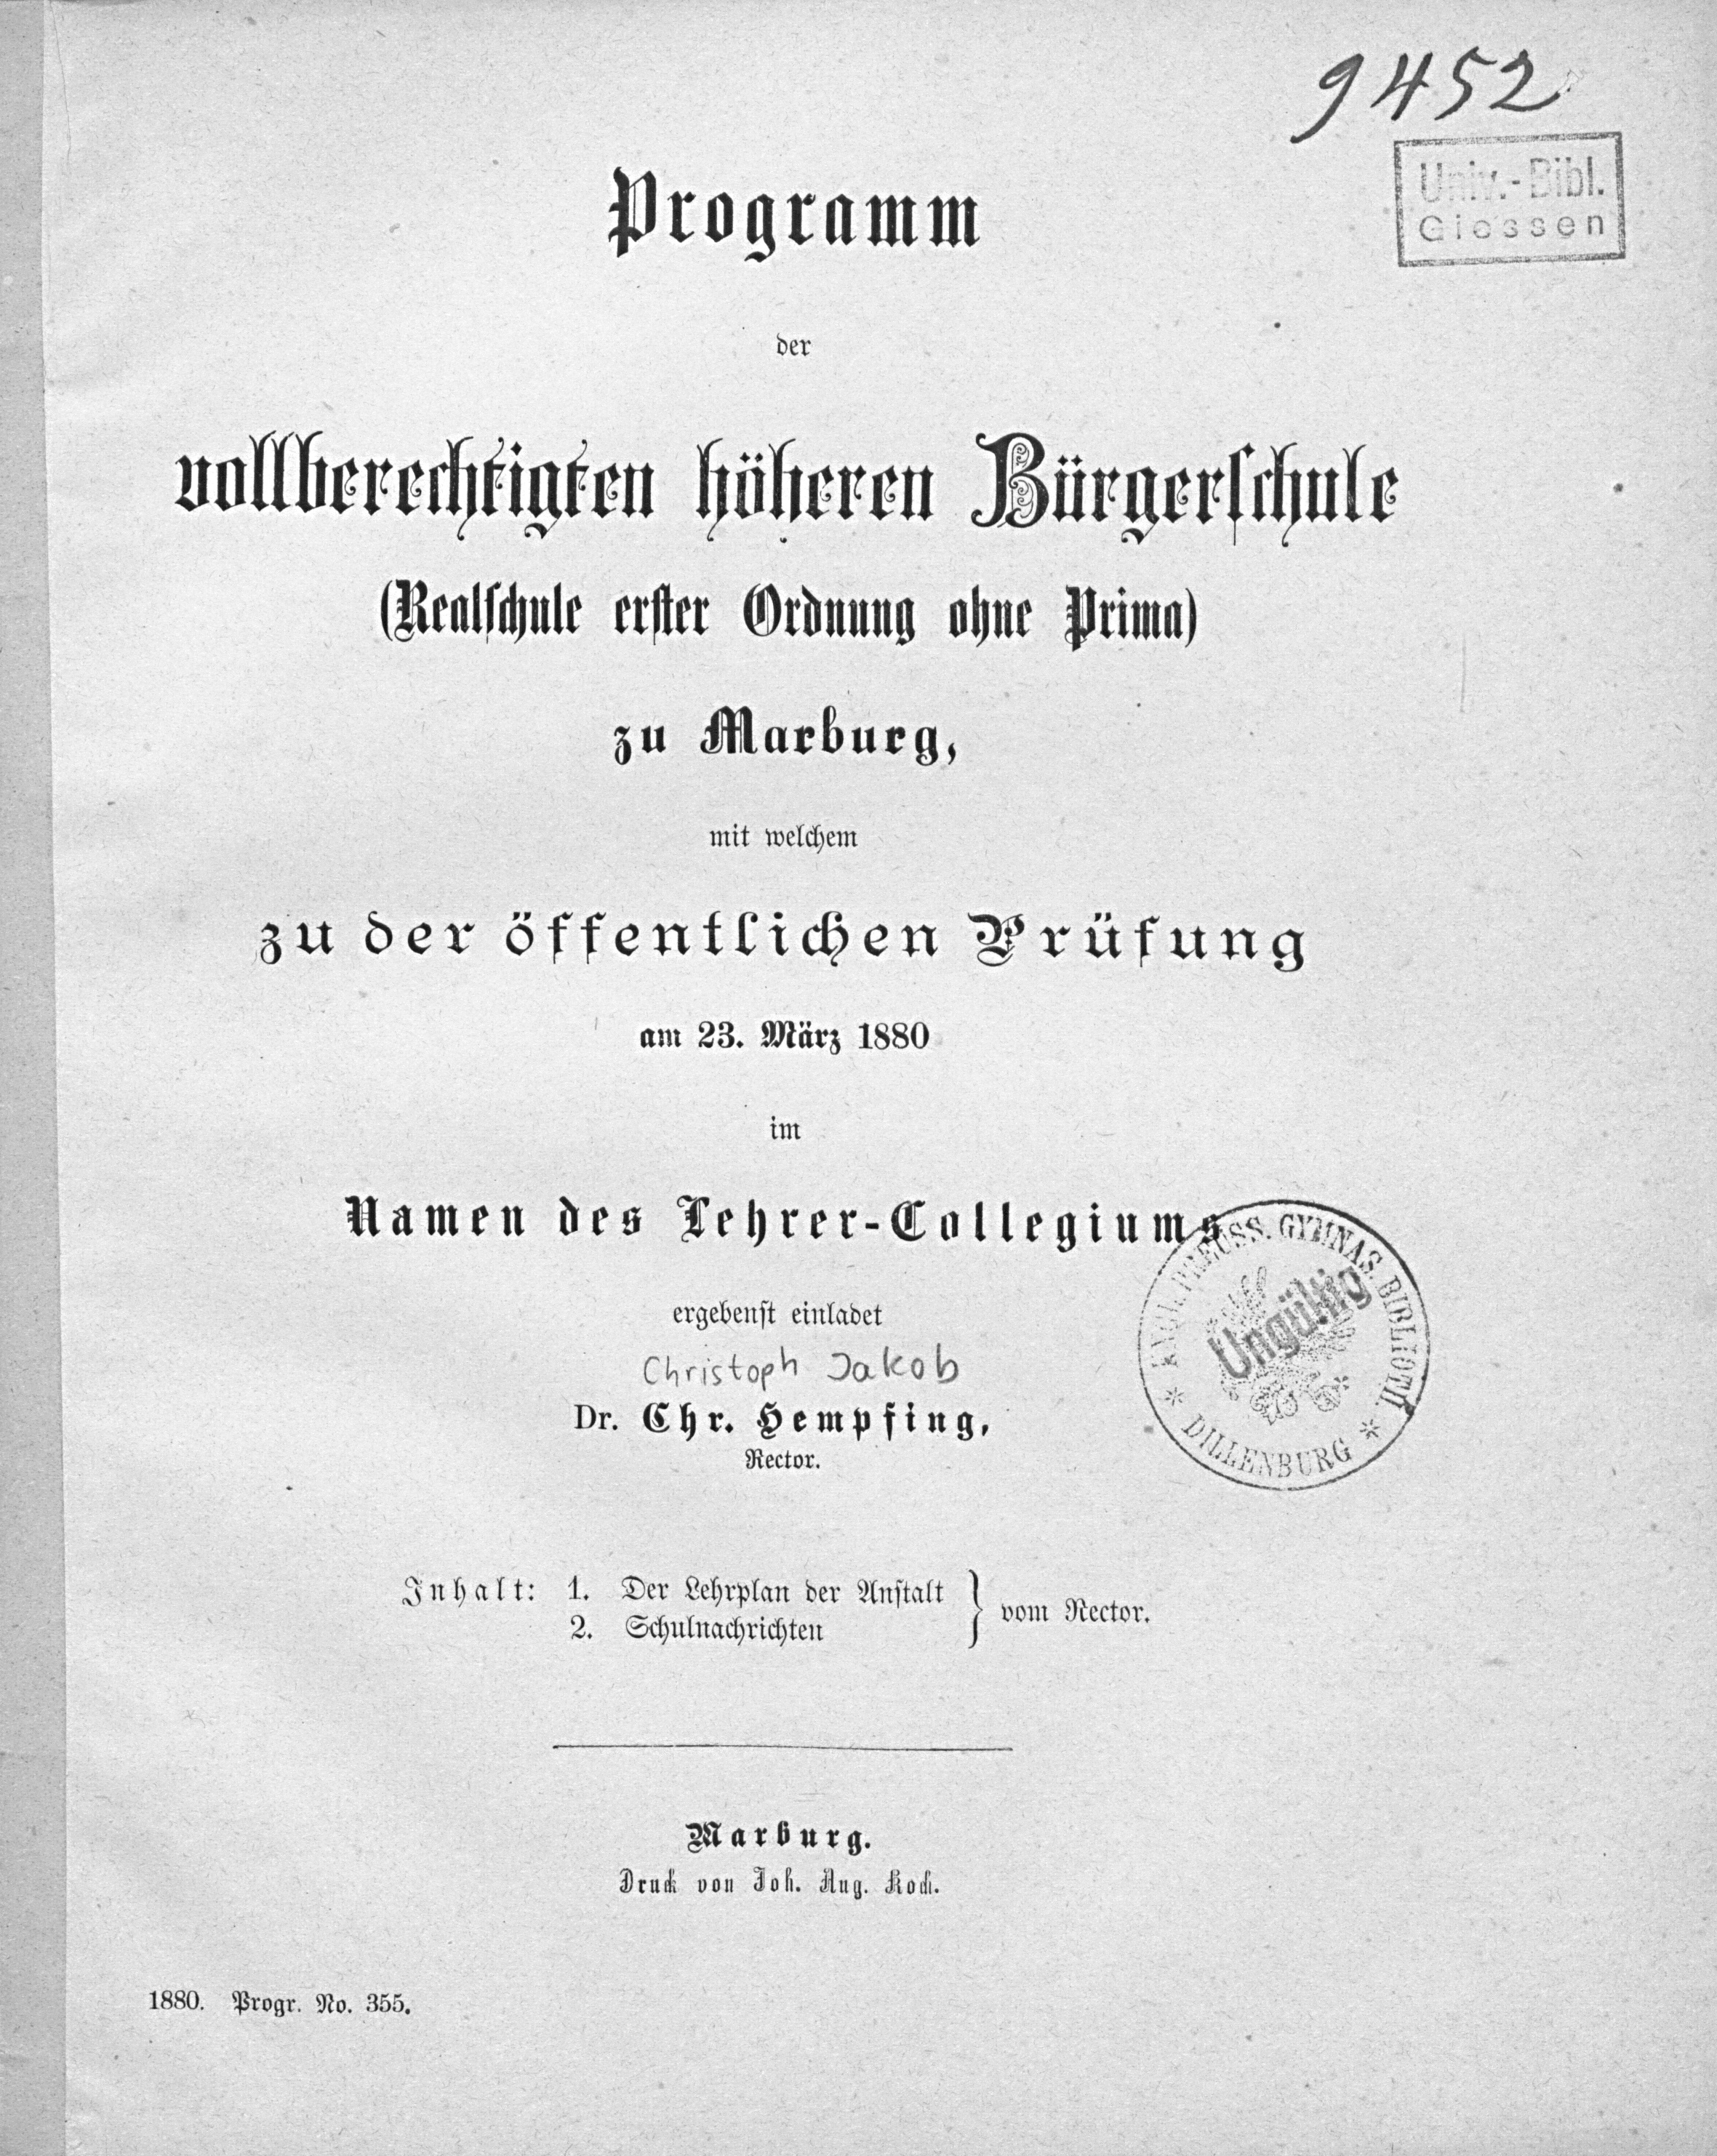 9452
Univ.-Bibl.
Giessen
Programm
der
vollberechtigten höheren Bürgerschule
(Realschule erster Ordnung ohne Prima)
zu Marburg,
mit welchem
zu der öffentlichen Prüfung
am 23. März 1880
im
Namen des Lehrer-Collegiums
ergebenst einladet
Christoph Jakob
Dr. Chr. Hempfing,
Rector.
PREUSS. GYMNAS. BIBLIOTH.
* DILLENBURG *
Ungültig
Inhalt: 1. Der Lehrplan der Anstalt } vom Rector.
2. Schulnachrichten
Marburg.
Druck von Joh. Aug. Koch.
1880. Progr. No. 355.